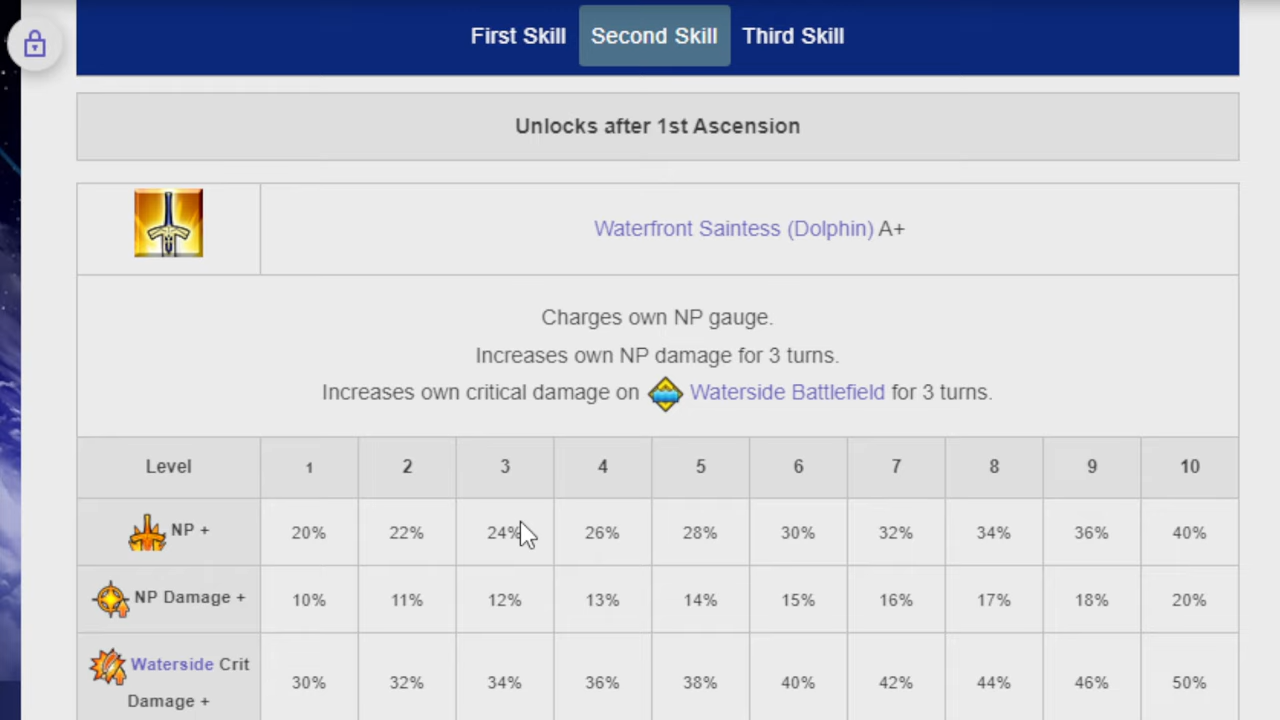 First Skill Second Skill Third Skill
Unlocks after 1st Ascension
Waterfront Saintess (Dolphin) A+
Charges own NP gauge.
Increases own NP damage for 3 turns.
Increases own critical damage on Waterside Battlefield for 3 turns.
Level 1 2 3 4 5 6 7 8 9 10
NP + 20% 22% 24% 26% 28% 30% 32% 34% 36% 40%
NP Damage + 10% 11% 12% 13% 14% 15% 16% 17% 18% 20%
Waterside Crit
Damage + 30% 32% 34% 36% 38% 40% 42% 44% 46% 50%